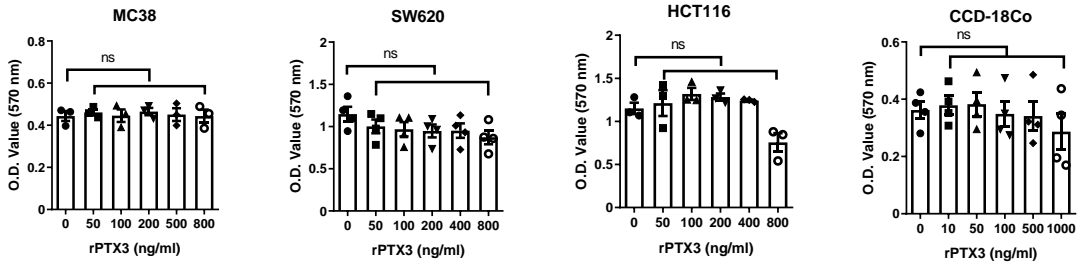 MC38
ns
O.D. Value (570 nm)
0.8
0.6
0.4
0.2
0
0 50 100 200 500 800
rPTX3 (ng/ml)
SW620
ns
O.D. Value (570 nm)
2
1.5
1
0.5
0
0 50 100 200 400 800
rPTX3 (ng/ml)
HCT116
ns
O.D. Value (570 nm)
2
1.5
1
0.5
0
0 50 100 200 400 800
rPTX3 (ng/ml)
CCD-18Co
ns
O.D. Value (570 nm)
0.6
0.4
0.2
0
0 10 50 100 500 1000
rPTX3 (ng/ml)